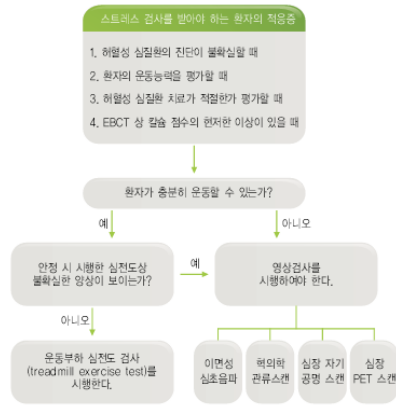 스트레스 검사를 받아야 하는 환자의 적응증
1. 허혈성 심질환의 진단이 불확실할 때
2. 환자의 운동능력을 평가할 때
3. 허혈성 심질환 치료가 적절한가 평가할 때
4. EBCT 상 칼슘 점수의 현저한 이상이 있을 때
환자가 충분히 운동할 수 있는가?
예
아니오
안정 시 시행한 심전도상
불확실한 양상이 보이는가?
예
영상검사를
시행하여야 한다.
아니오
운동부하 심전도 검사
(treadmill exercise test)를
시행한다.
이면성
심초음파
핵의학
관류스캔
심장 자기
공명 스캔
심장
PET 스캔